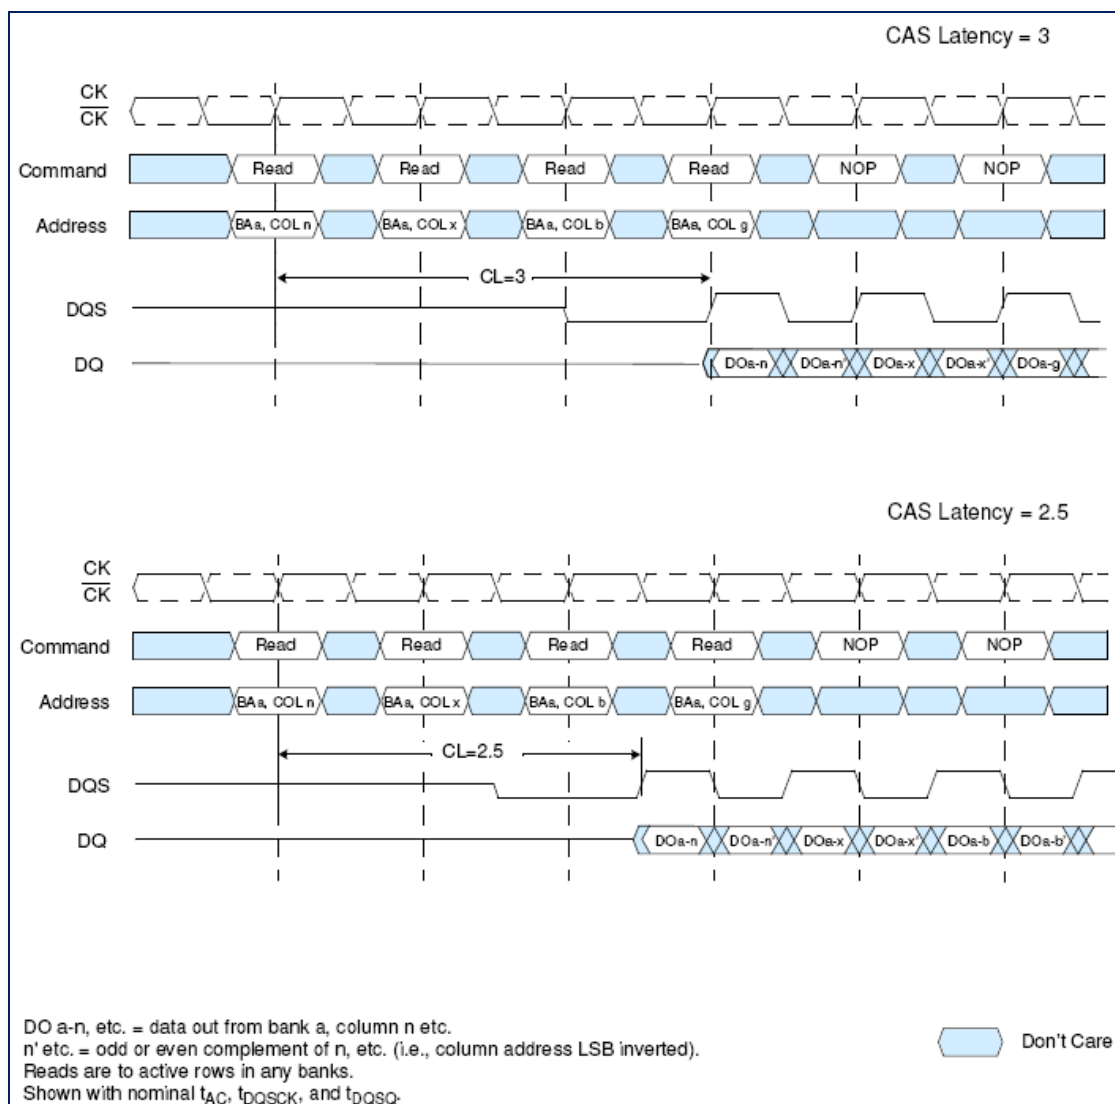 CAS Latency = 3
CK
CK
Command Read Read Read Read NOP NOP
Address BAa, COL n BAa, COL x BAa, COL b BAa, COL g
CL=3
DQS
DQ DOa-n DOa-n' DOa-x DOa-x' DOa-g
CAS Latency = 2.5
CK
CK
Command Read Read Read Read NOP NOP
Address BAa, COL n BAa, COL x BAa, COL b BAa, COL g
CL=2.5
DQS
DQ DOa-n DOa-n' DOa-x DOa-x' DOa-b DOa-b'
DO a-n, etc. = data out from bank a, column n etc.
n' etc. = odd or even complement of n, etc. (i.e., column address LSB inverted).
Reads are to active rows in any banks.
Shown with nominal tAC, tDQSCK, and tDQSQ.
Don't Care